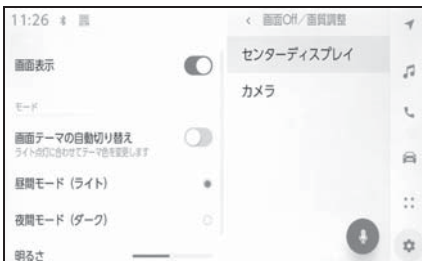 11:26
画面表示
モード
画面テーマの自動切り替え
ライト点灯に合わせてテーマ色を変更します
昼間モード（ライト）
夜間モード（ダーク）
明るさ
< 画面Off／画質調整
センターディスプレイ
カメラ